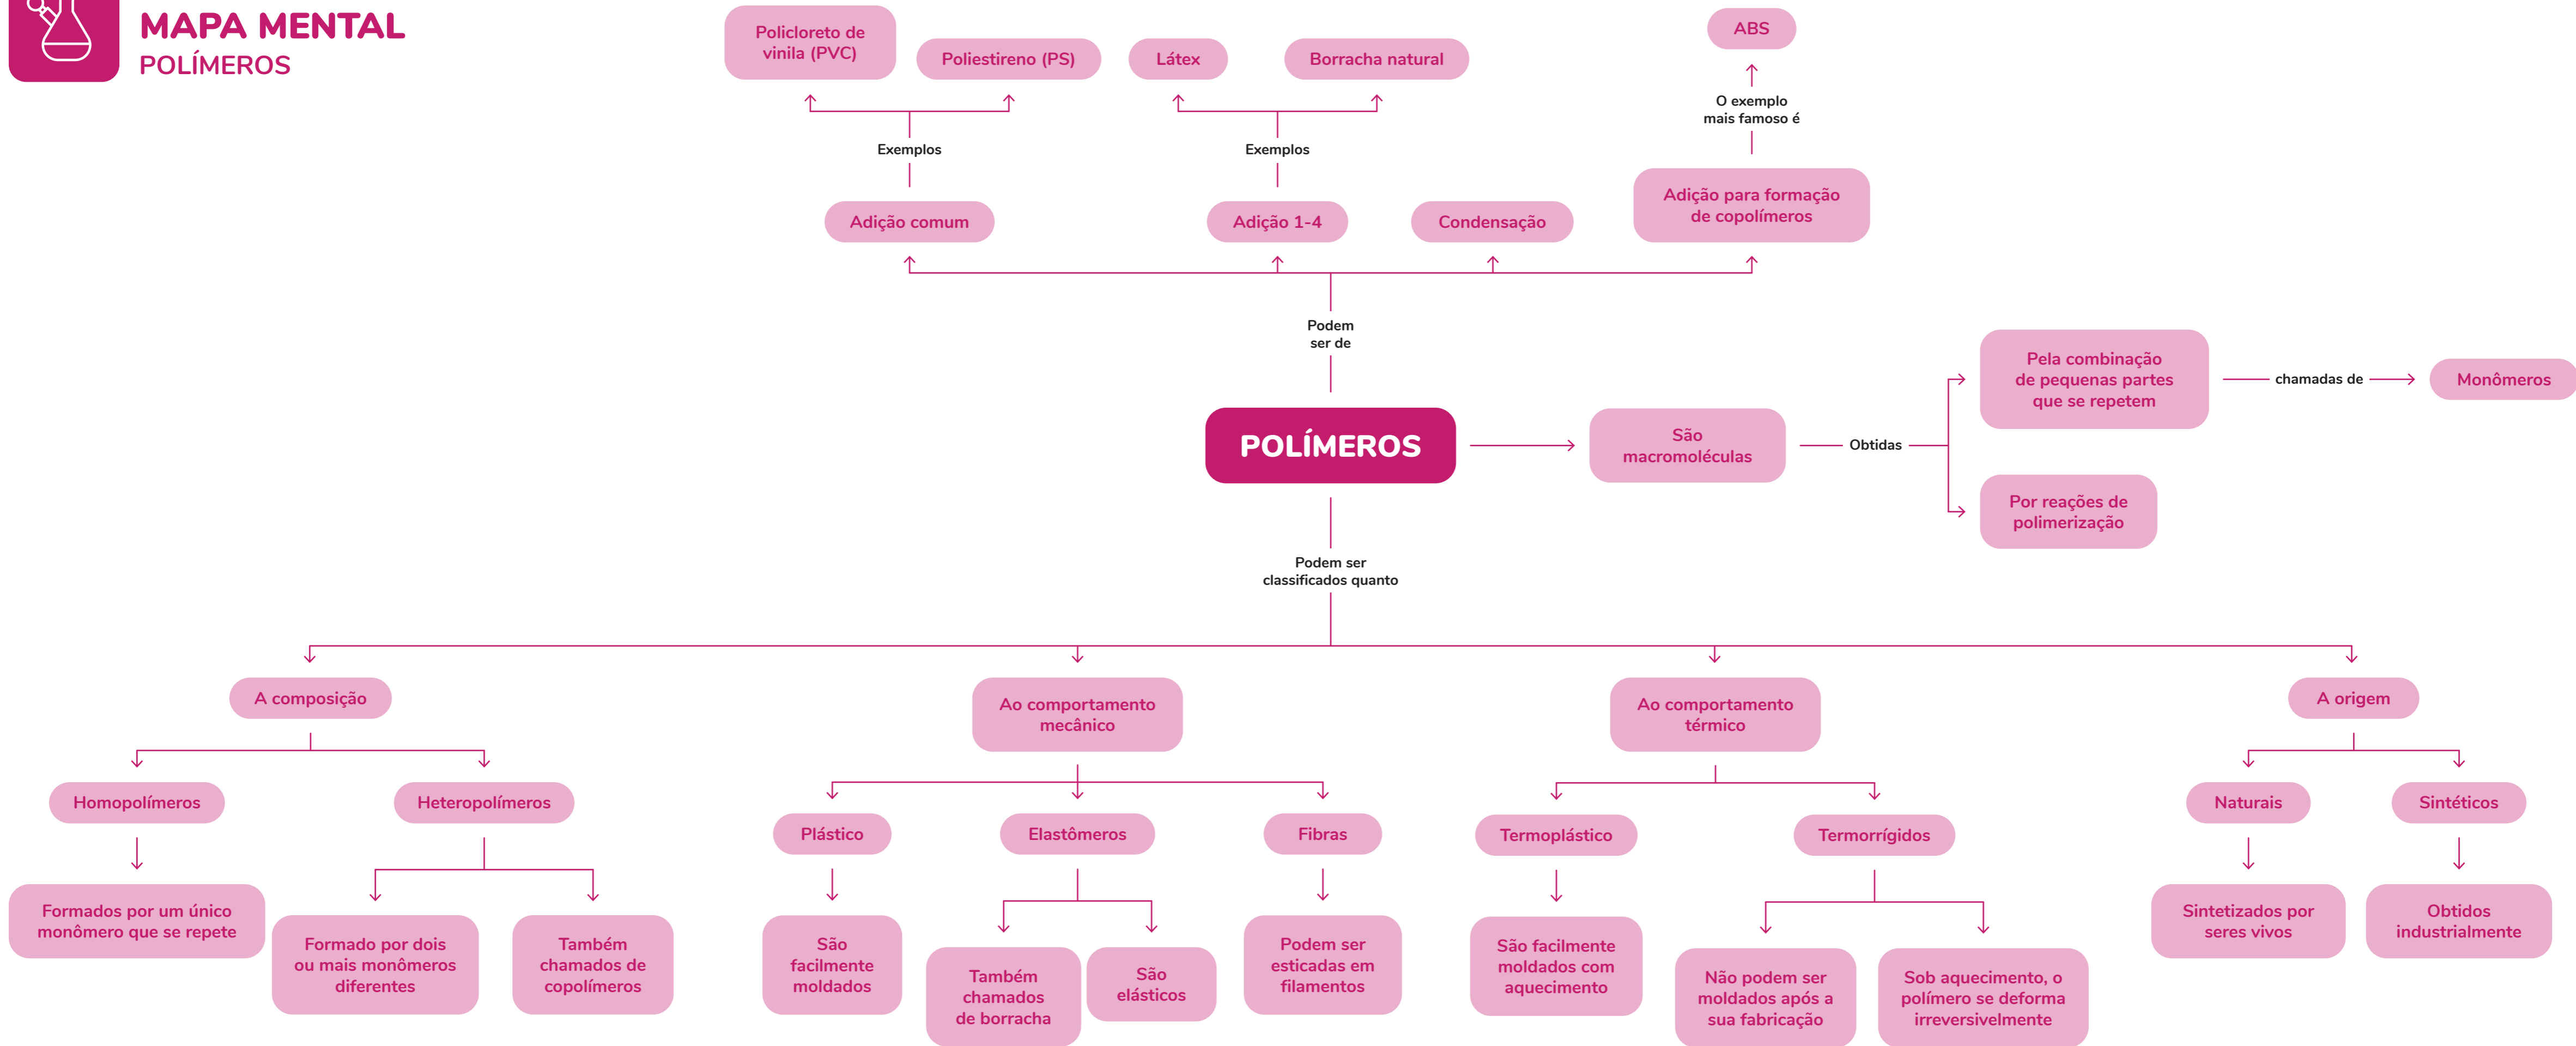 MAPA MENTAL
POLÍMEROS
Policloreto de
vinila (PVC)
Poliestireno (PS)
Látex
Borracha natural
ABS
Exemplos
Exemplos
O exemplo
mais famoso é
Adição comum
Adição 1-4
Condensação
Adição para formação
de copolímeros
Podem
ser de
POLÍMEROS
São
macromoléculas
Obtidas
Pela combinação
de pequenas partes
que se repetem
chamadas de
Monômeros
Por reações de
polimerização
Podem ser
classificados quanto
A composição
Homopolímeros
Formados por um único
monômero que se repete
Heteropolímeros
Formado por dois
ou mais monômeros
diferentes
Também
chamados de
copolímeros
Ao comportamento
mecânico
Plástico
São
facilmente
moldados
Elastômeros
Também
chamados
de borracha
São
elásticos
Fibras
Podem ser
esticadas em
filamentos
Ao comportamento
térmico
Termoplástico
São facilmente
moldados com
aquecimento
Termorrígidos
Não podem ser
moldados após a
sua fabricação
Sob aquecimento, o
polímero se deforma
irreversivelmente
A origem
Naturais
Sintetizados por
seres vivos
Sintéticos
Obtidos
industrialmente